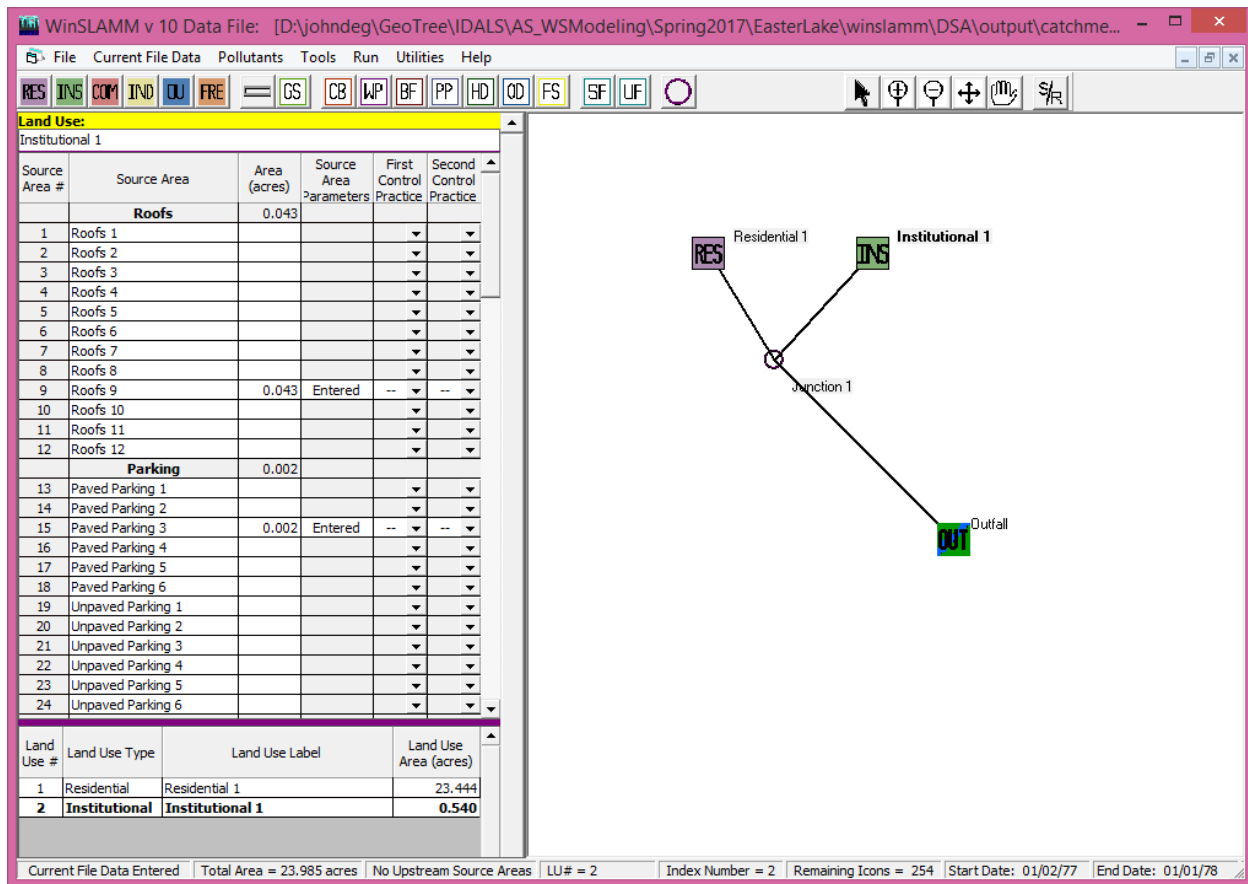 WinSLAMM v 10 Data File: [D:\johndeg\GeoTree\IDALS\AS_WSModeling\Spring2017\EasterLake\winslamm\DSA\output\catchme...
File Current File Data Pollutants Tools Run Utilities Help
RES INS COM IND OU FRE GS CB WP BF PP HD OD FS SF UF S/R
Land Use:
Institutional 1
Source Area # Source Area Area (acres) Source Area Parameters First Control Practice Second Control Practice
Roofs 0.043
1 Roofs 1
2 Roofs 2
3 Roofs 3
4 Roofs 4
5 Roofs 5
6 Roofs 6
7 Roofs 7
8 Roofs 8
9 Roofs 9 0.043 Entered -- --
10 Roofs 10
11 Roofs 11
12 Roofs 12
Parking 0.002
13 Paved Parking 1
14 Paved Parking 2
15 Paved Parking 3 0.002 Entered -- --
16 Paved Parking 4
17 Paved Parking 5
18 Paved Parking 6
19 Unpaved Parking 1
20 Unpaved Parking 2
21 Unpaved Parking 3
22 Unpaved Parking 4
23 Unpaved Parking 5
24 Unpaved Parking 6
Land Use # Land Use Type Land Use Label Land Use Area (acres)
1 Residential Residential 1 23.444
2 Institutional Institutional 1 0.540
RES Residential 1
INS Institutional 1
Junction 1
OUT Outfall
Current File Data Entered Total Area = 23.985 acres No Upstream Source Areas LU# = 2 Index Number = 2 Remaining Icons = 254 Start Date: 01/02/77 End Date: 01/01/78